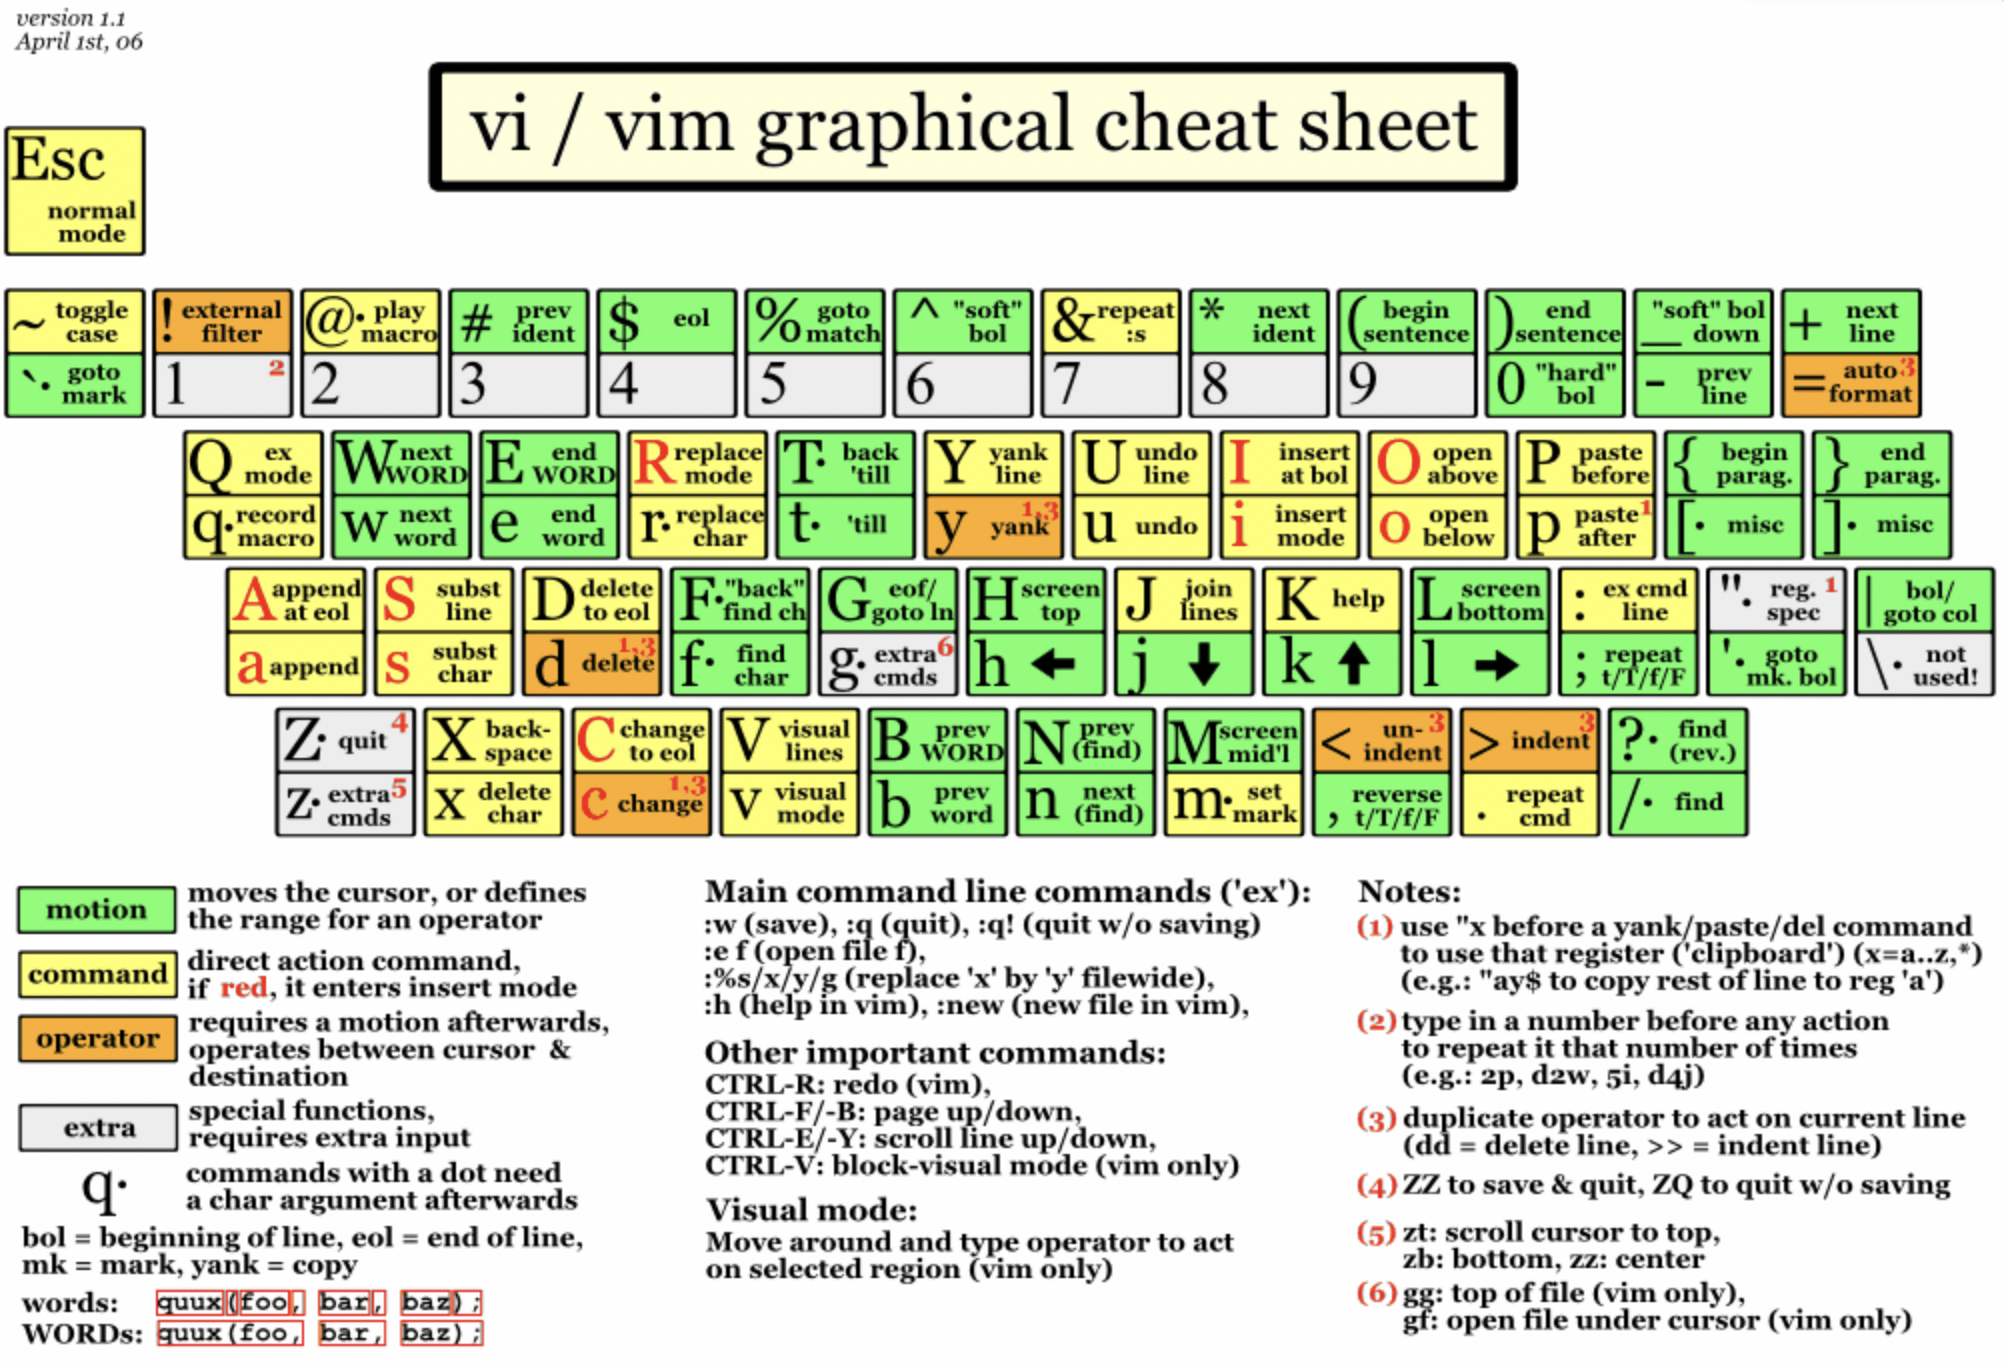 version 1.1
April 1st, 06
vi / vim graphical cheat sheet
Esc
normal
mode
~ toggle
case
! external
filter
@· play
macro
# prev
ident
$ eol
% goto
match
^ "soft"
bol
& repeat
:s
* next
ident
( begin
sentence
) end
sentence
_ "soft" bol
down
+ next
line
`· goto
mark
1 2
2
3
4
5
6
7
8
9
0 "hard"
bol
- prev
line
= auto 3
format
Q ex
mode
W next
WORD
E end
WORD
R replace
mode
T· back
'till
Y yank
line
U undo
line
I insert
at bol
O open
above
P paste
before
{ begin
parag.
} end
parag.
q· record
macro
w next
word
e end
word
r· replace
char
t· 'till
y yank 1,3
u undo
i insert
mode
o open
below
p paste 1
after
[· misc
]· misc
A append
at eol
S subst
line
D delete
to eol
F· "back"
find ch
G eof/
goto ln
H screen
top
J join
lines
K help
L screen
bottom
: ex cmd
line
"· reg. 1
spec
| bol/
goto col
a append
s subst
char
d delete 1,3
f· find
char
g· extra 6
cmds
h ←
j ↓
k ↑
l →
; repeat
t/T/f/F
'· goto
mk. bol
\· not
used!
Z· quit 4
X back-
space
C change
to eol
V visual
lines
B prev
WORD
N prev
(find)
M screen
mid'l
< un- 3
indent
> indent 3
?· find
(rev.)
z· extra 5
cmds
x delete
char
c change 1,3
v visual
mode
b prev
word
n next
(find)
m· set
mark
, reverse
t/T/f/F
. repeat
cmd
/· find
motion
moves the cursor, or defines
the range for an operator
command
direct action command,
if red, it enters insert mode
operator
requires a motion afterwards,
operates between cursor &
destination
extra
special functions,
requires extra input
q·
commands with a dot need
a char argument afterwards
bol = beginning of line, eol = end of line,
mk = mark, yank = copy
words: quux(foo, bar, baz);
WORDs: quux(foo, bar, baz);
Main command line commands ('ex'):
:w (save), :q (quit), :q! (quit w/o saving)
:e f (open file f),
:%s/x/y/g (replace 'x' by 'y' filewide),
:h (help in vim), :new (new file in vim),
Other important commands:
CTRL-R: redo (vim),
CTRL-F/-B: page up/down,
CTRL-E/-Y: scroll line up/down,
CTRL-V: block-visual mode (vim only)
Visual mode:
Move around and type operator to act
on selected region (vim only)
Notes:
(1) use "x before a yank/paste/del command
to use that register ('clipboard') (x=a..z,*)
(e.g.: "ay$ to copy rest of line to reg 'a')
(2) type in a number before any action
to repeat it that number of times
(e.g.: 2p, d2w, 5i, d4j)
(3) duplicate operator to act on current line
(dd = delete line, >> = indent line)
(4) ZZ to save & quit, ZQ to quit w/o saving
(5) zt: scroll cursor to top,
zb: bottom, zz: center
(6) gg: top of file (vim only),
gf: open file under cursor (vim only)